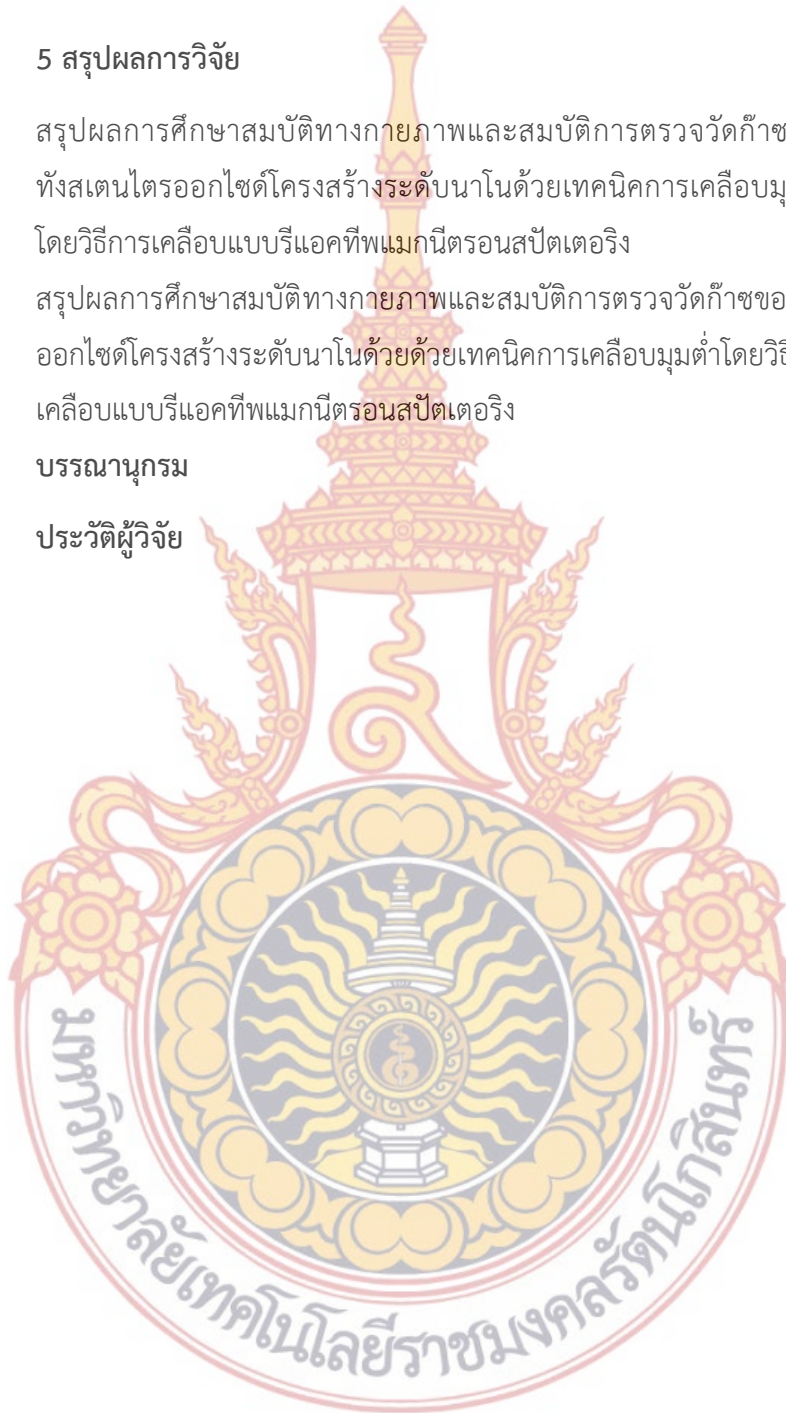 5 สรุปผลการวิจัย
สรุปผลการศึกษาสมบัติทางกายภาพและสมบัติการตรวจวัดก๊าซ
ทังสเตนไตรออกไซด์โครงสร้างระดับนาโนด้วยเทคนิคการเคลือบมุ
โดยวิธีการเคลือบแบบรีแอคทีพแมกนีตรอนสปัตเตอริง
สรุปผลการศึกษาสมบัติทางกายภาพและสมบัติการตรวจวัดก๊าซขอ
ออกไซด์โครงสร้างระดับนาโนด้วยด้วยเทคนิคการเคลือบมุมต่ำโดยวิธี
เคลือบแบบรีแอคทีพแมกนีตรอนสปัตเตอริง
บรรณานุกรม
ประวัติผู้วิจัย
มหาวิทยาลัยเทคโนโลยีราชมงคลรัตนโกสินทร์